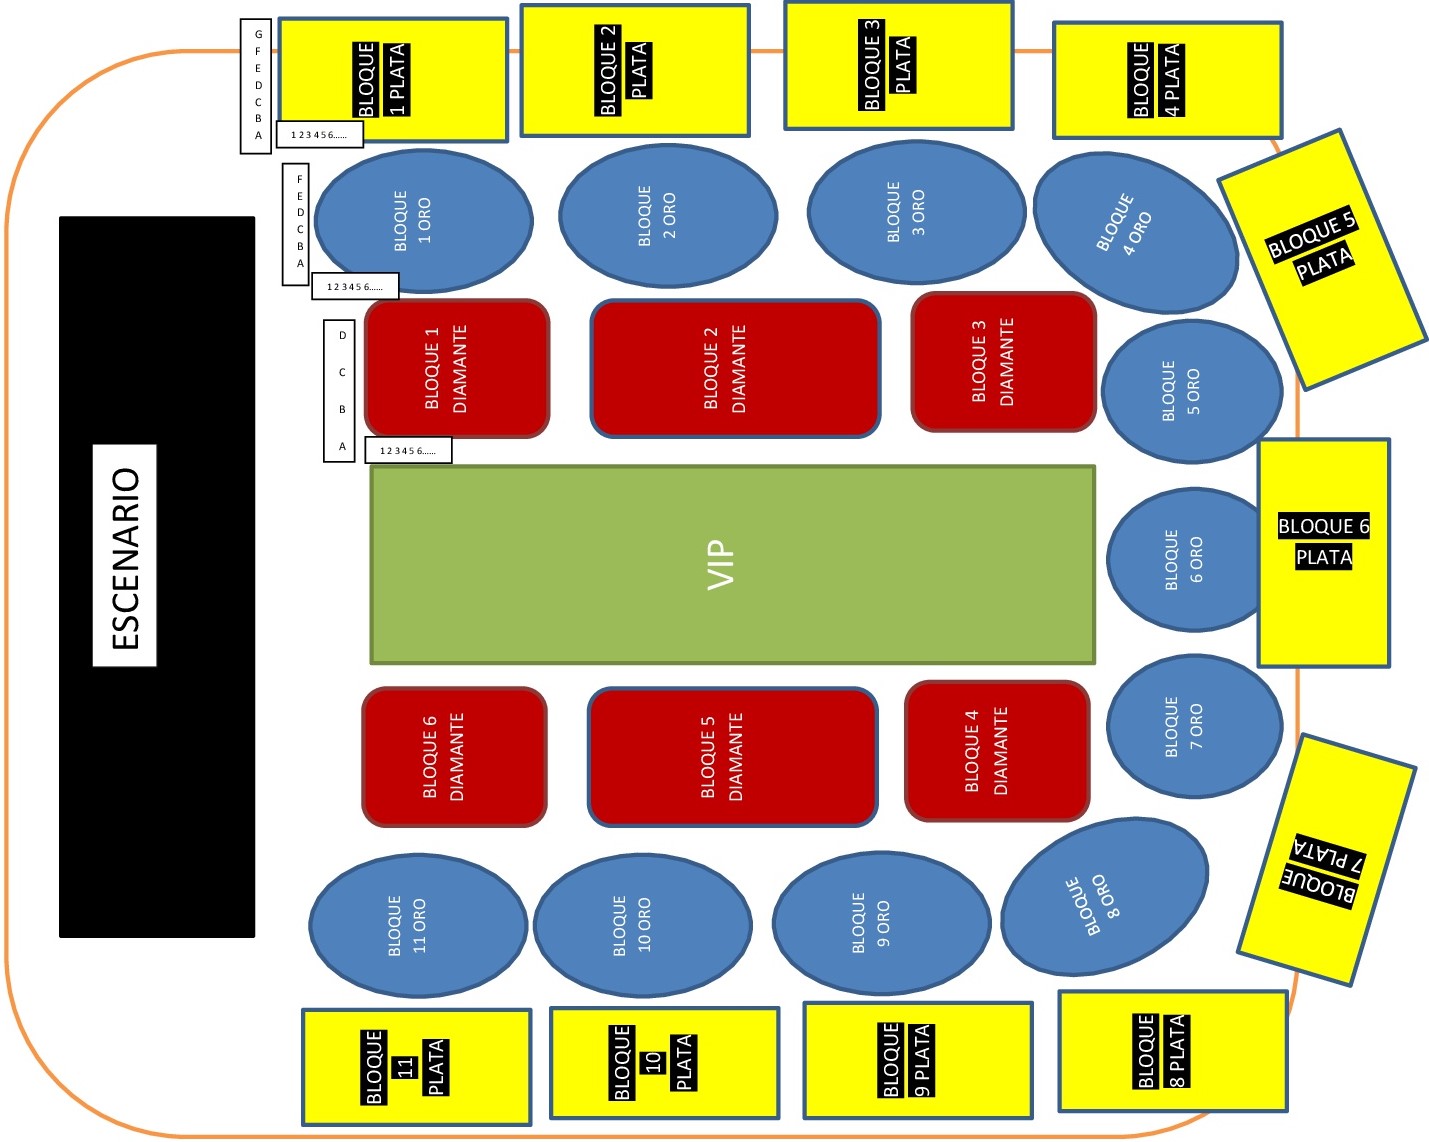 G
F
E
D
C
B
A
BLOQUE
1 PLATA
1 2 3 4 5 6......
BLOQUE 2
PLATA
BLOQUE 3
PLATA
BLOQUE
4 PLATA
BLOQUE 5
PLATA
F
E
D
C
B
A
BLOQUE
1 ORO
1 2 3 4 5 6......
BLOQUE
2 ORO
BLOQUE
3 ORO
BLOQUE
4 ORO
D
C
B
A
BLOQUE 1
DIAMANTE
1 2 3 4 5 6......
BLOQUE 2
DIAMANTE
BLOQUE 3
DIAMANTE
BLOQUE
5 ORO
ESCENARIO
VIP
BLOQUE
6 ORO
BLOQUE 6
PLATA
BLOQUE 6
DIAMANTE
BLOQUE 5
DIAMANTE
BLOQUE 4
DIAMANTE
BLOQUE
7 ORO
BLOQUE
7 PLATA
BLOQUE
11 ORO
BLOQUE
10 ORO
BLOQUE
9 ORO
BLOQUE
8 ORO
BLOQUE
11
PLATA
BLOQUE
10
PLATA
BLOQUE
9 PLATA
BLOQUE
8 PLATA